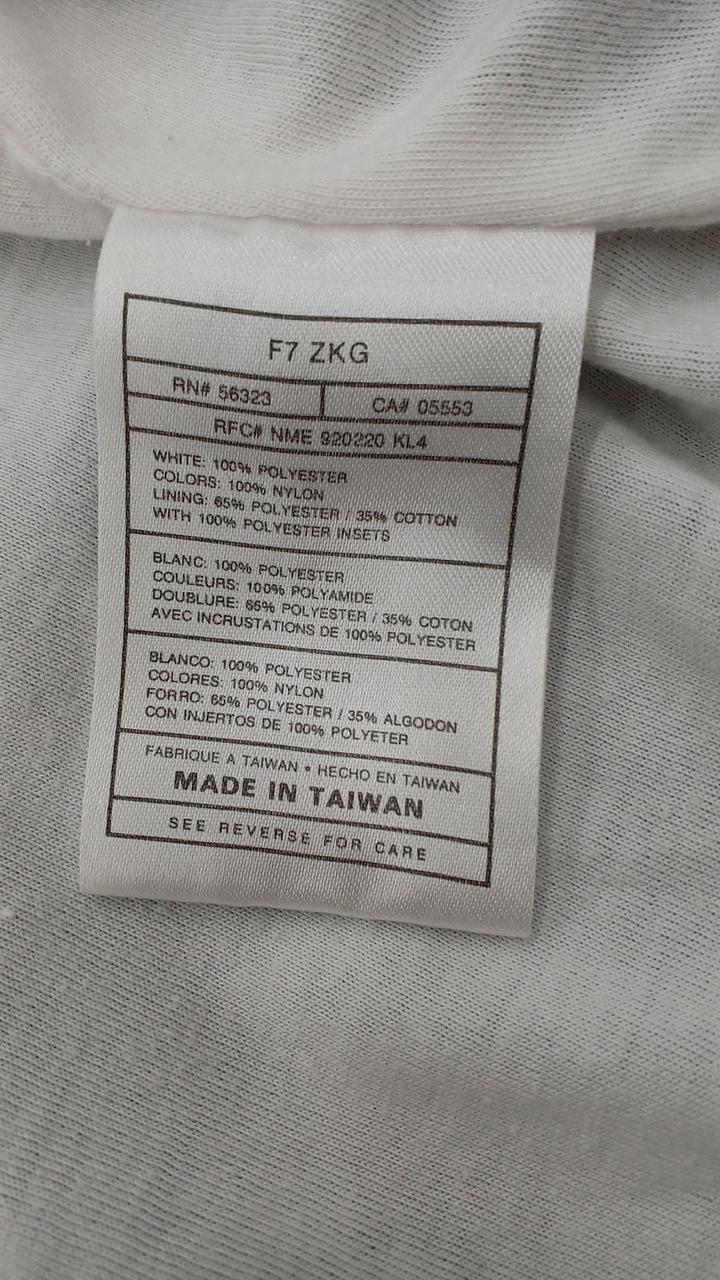 F7 ZKG
RN# 56323
CA# 05553
RFC# NME 920220 KL4
WHITE: 100% POLYESTER
COLORS: 100% NYLON
LINING: 65% POLYESTER / 35% COTTON
WITH 100% POLYESTER INSETS
BLANC: 100% POLYESTER
COULEURS: 100% POLYAMIDE
DOUBLURE: 65% POLYESTER / 35% COTON
AVEC INCRUSTATIONS DE 100% POLYESTER
BLANCO: 100% POLYESTER
COLORES: 100% NYLON
FORRO: 65% POLYESTER / 35% ALGODON
CON INJERTOS DE 100% POLYETER
FABRIQUE A TAIWAN • HECHO EN TAIWAN
MADE IN TAIWAN
SEE REVERSE FOR CARE